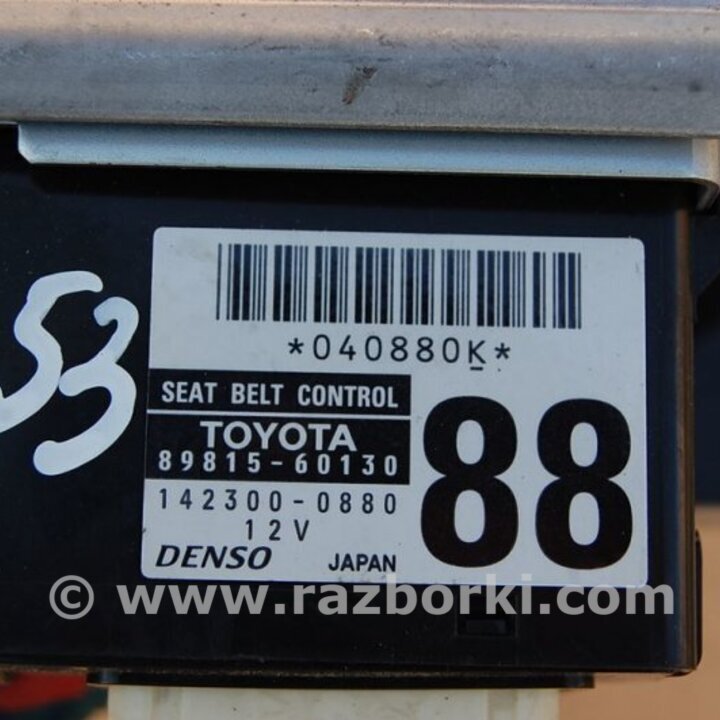 *040880K*
SEAT BELT CONTROL
TOYOTA
89815-60130
142300-0880
12V
DENSO JAPAN
88
53
© www.razborki.com